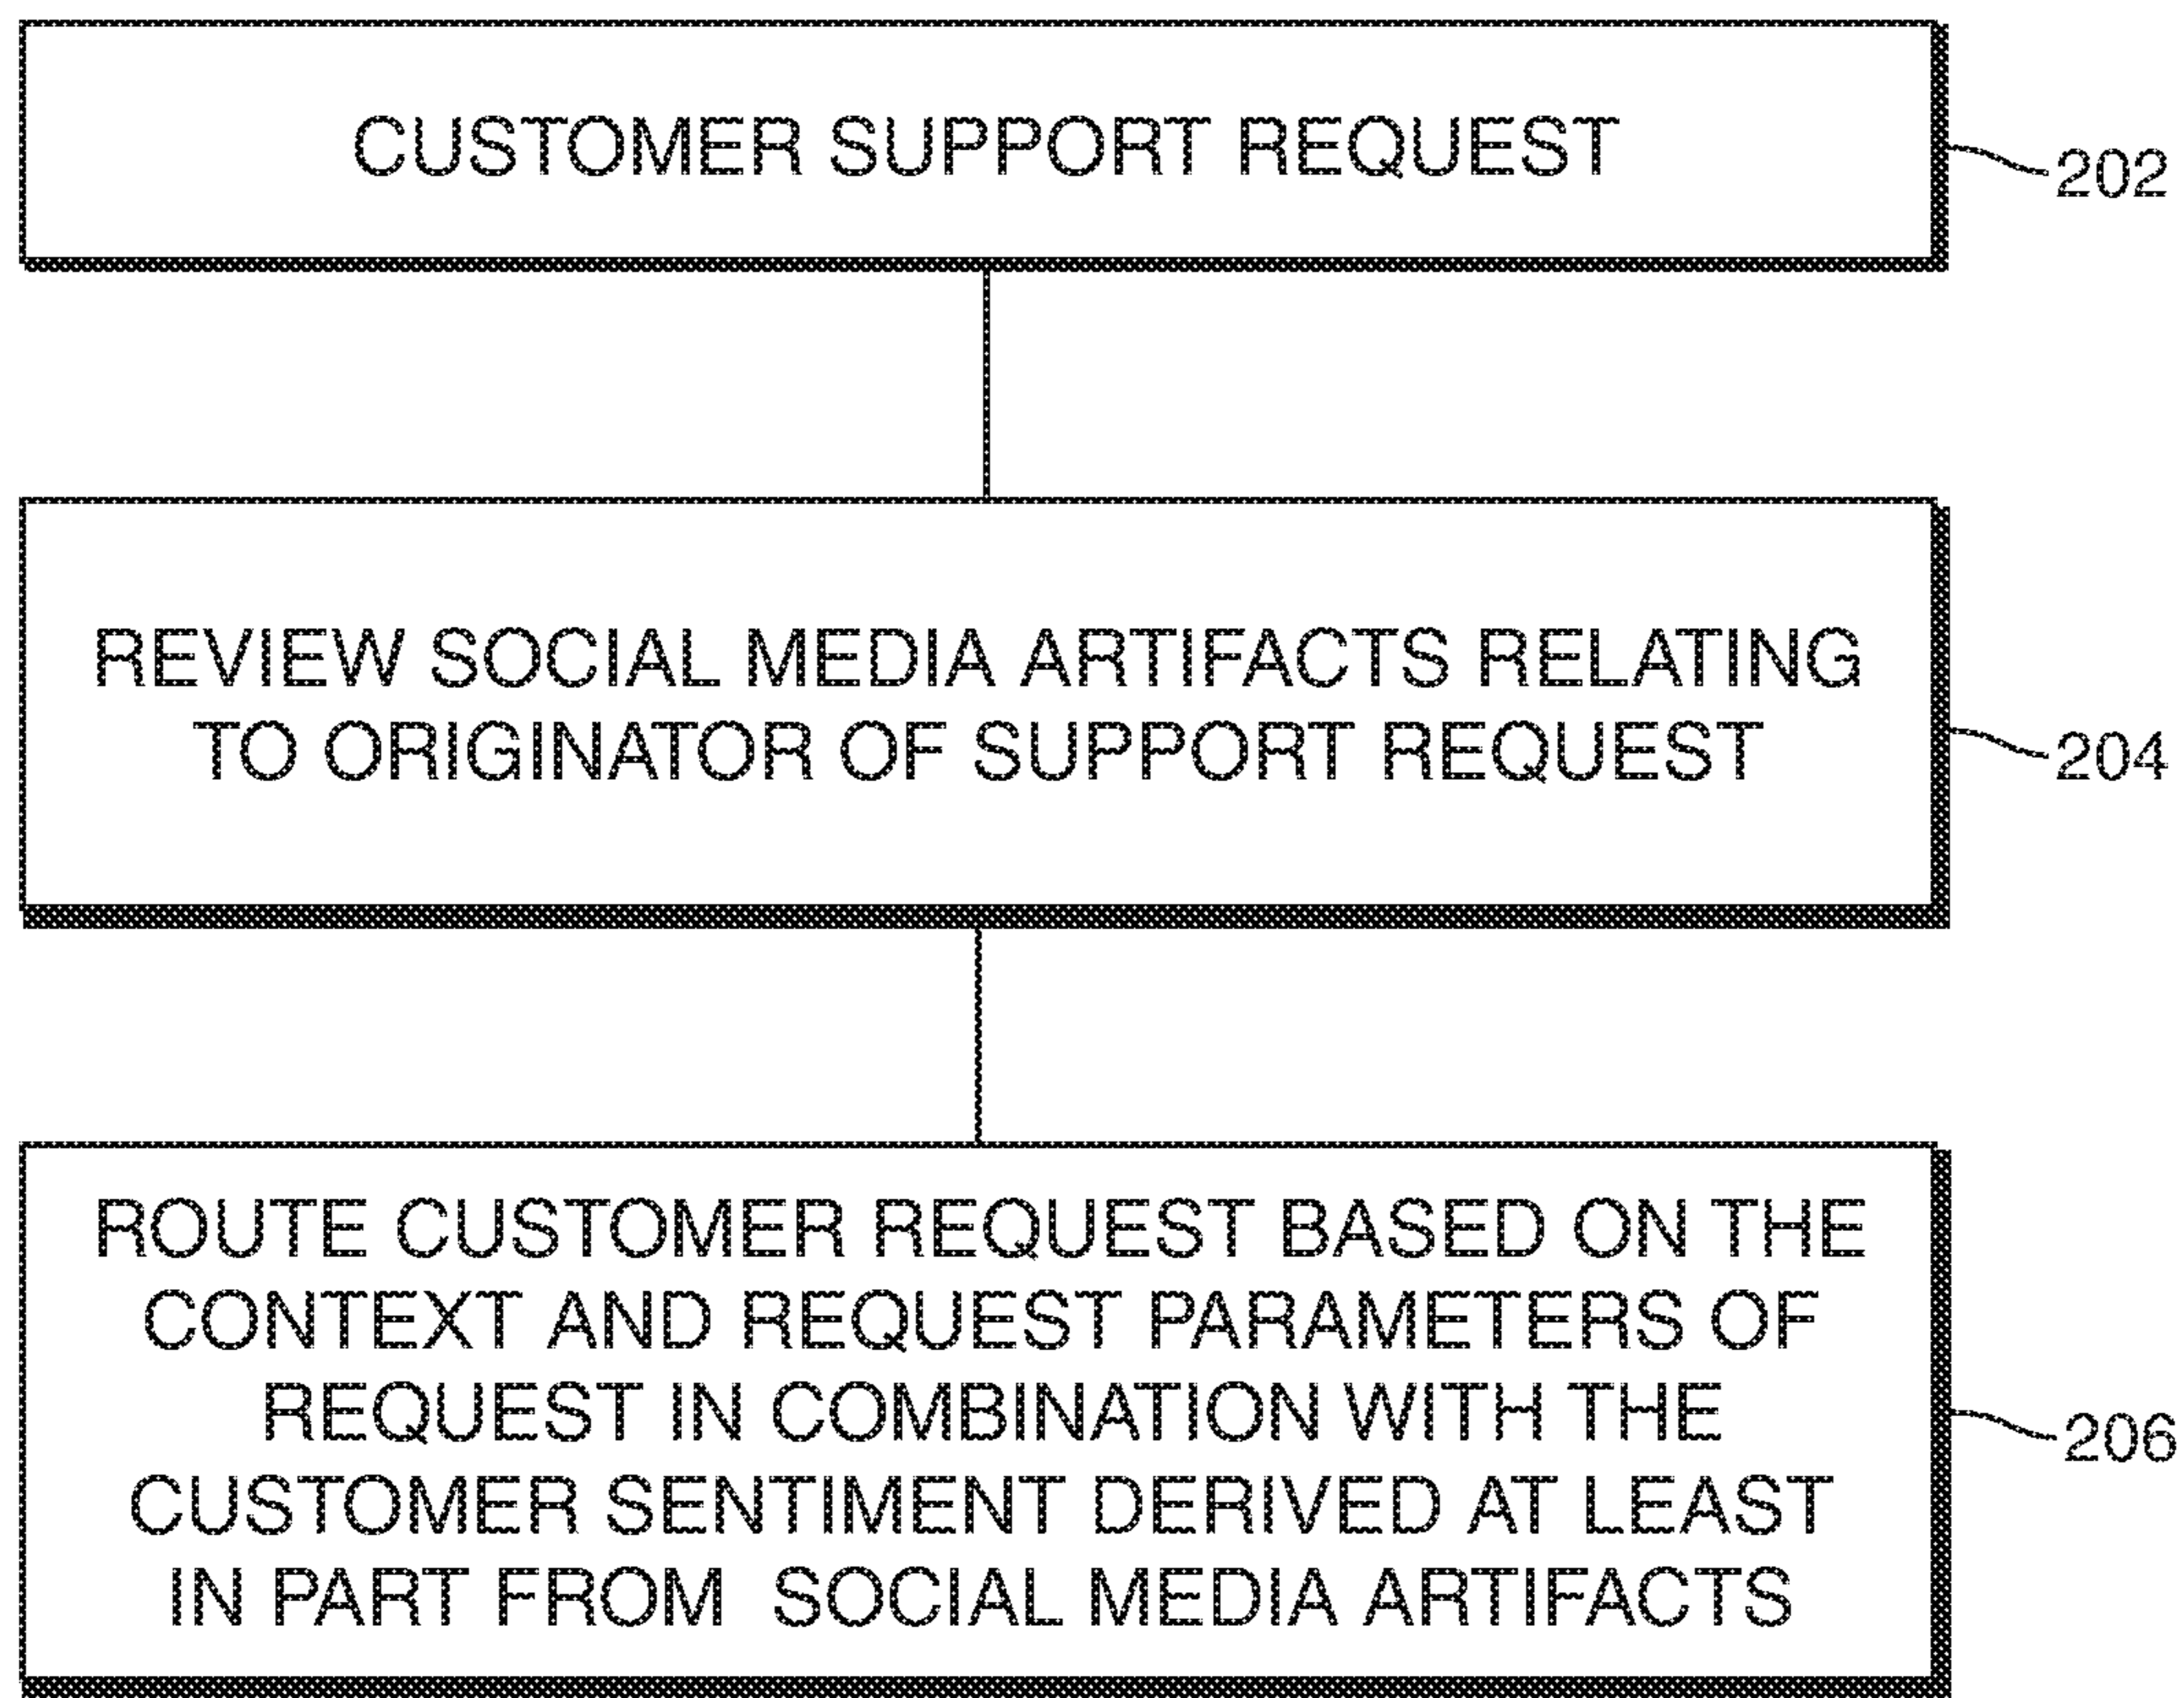 CUSTOMER SUPPORT REQUEST
202
REVIEW SOCIAL MEDIA ARTIFACTS RELATING
TO ORIGINATOR OF SUPPORT REQUEST
204
ROUTE CUSTOMER REQUEST BASED ON THE
CONTEXT AND REQUEST PARAMETERS OF
REQUEST IN COMBINATION WITH THE
CUSTOMER SENTIMENT DERIVED AT LEAST
IN PART FROM SOCIAL MEDIA ARTIFACTS
206